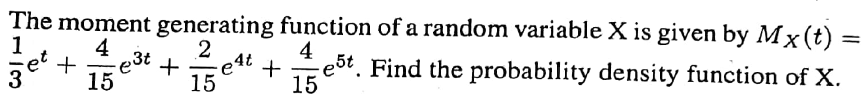 The moment generating function of a random variable X is given by M_X(t) =
\frac{1}{3}e^{t} + \frac{4}{15}e^{3t} + \frac{2}{15}e^{4t} + \frac{4}{15}e^{5t}. Find the probability density function of X.